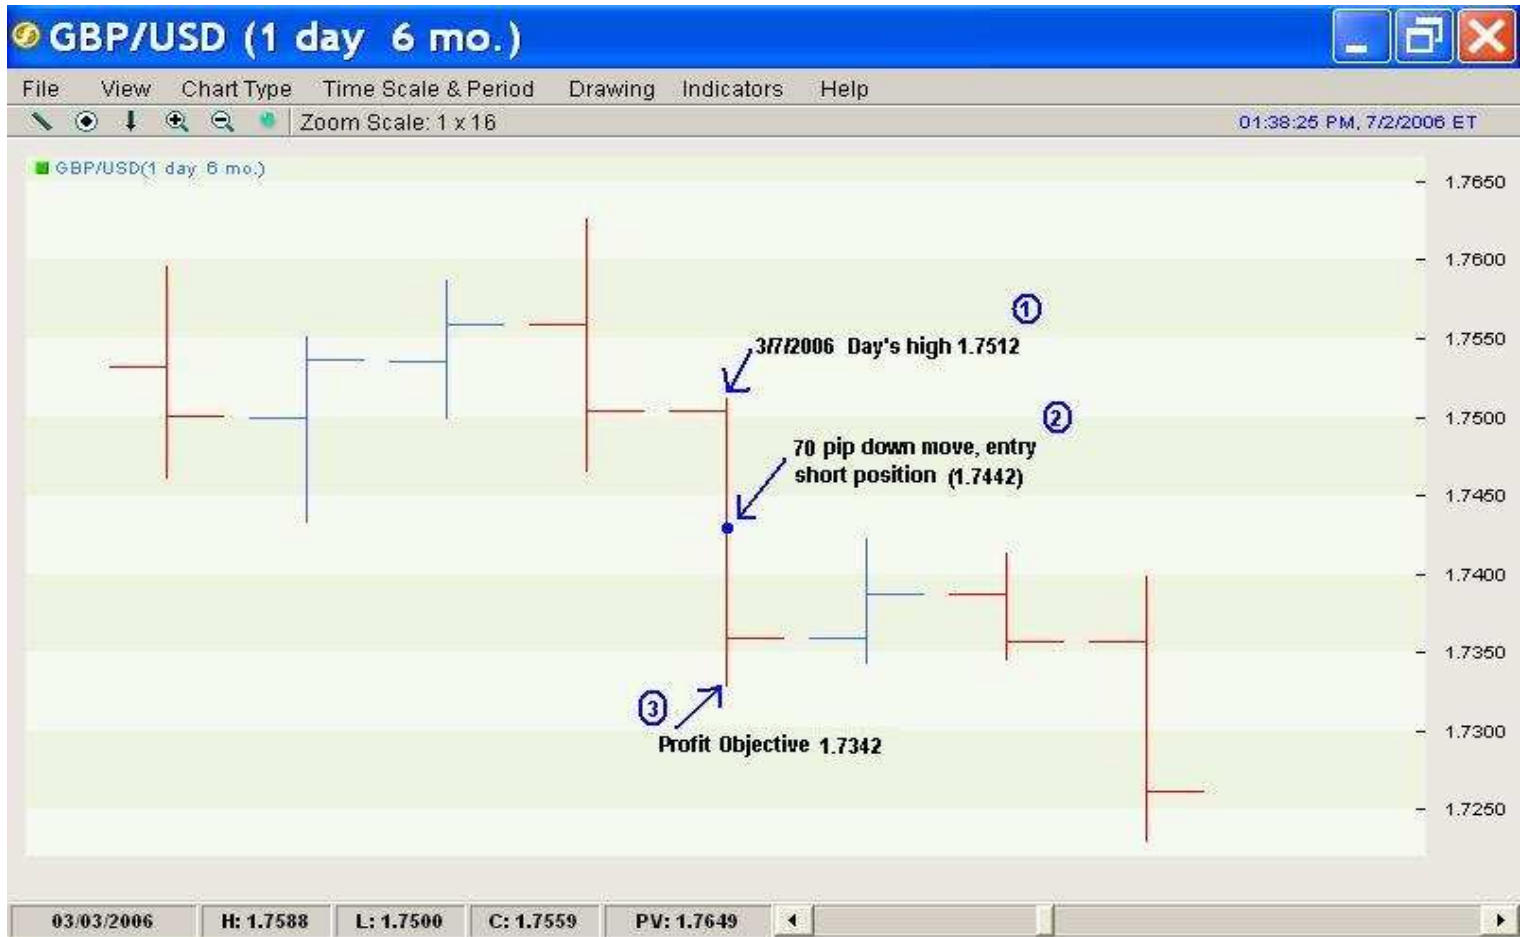 GBP/USD (1 day 6 mo.)
File View Chart Type Time Scale & Period Drawing Indicators Help
Zoom Scale: 1 x 16 01:38:25 PM, 7/2/2006 ET
GBP/USD(1 day 6 mo.)
1.7650
1.7600
1
1.7550
3/7/2006 Day's high 1.7512
2
1.7500
70 pip down move, entry
short position (1.7442)
1.7450
1.7400
1.7350
3
1.7300
Profit Objective 1.7342
1.7250
03/03/2006 H: 1.7588 L: 1.7500 C: 1.7559 PV: 1.7649